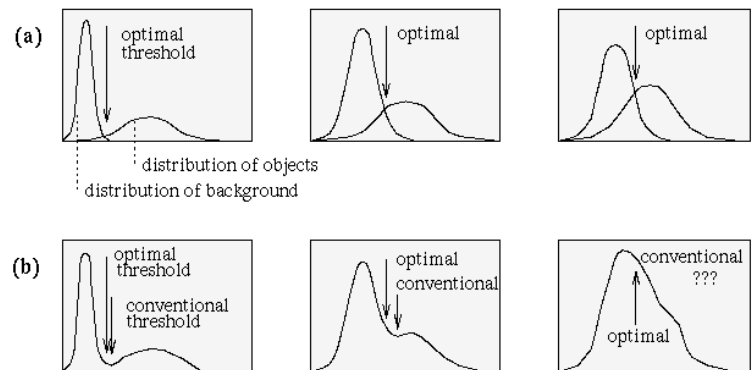 (a)
optimal
threshold
optimal
optimal
distribution of objects
distribution of background
(b)
optimal
threshold
conventional
threshold
optimal
conventional
conventional
???
optimal